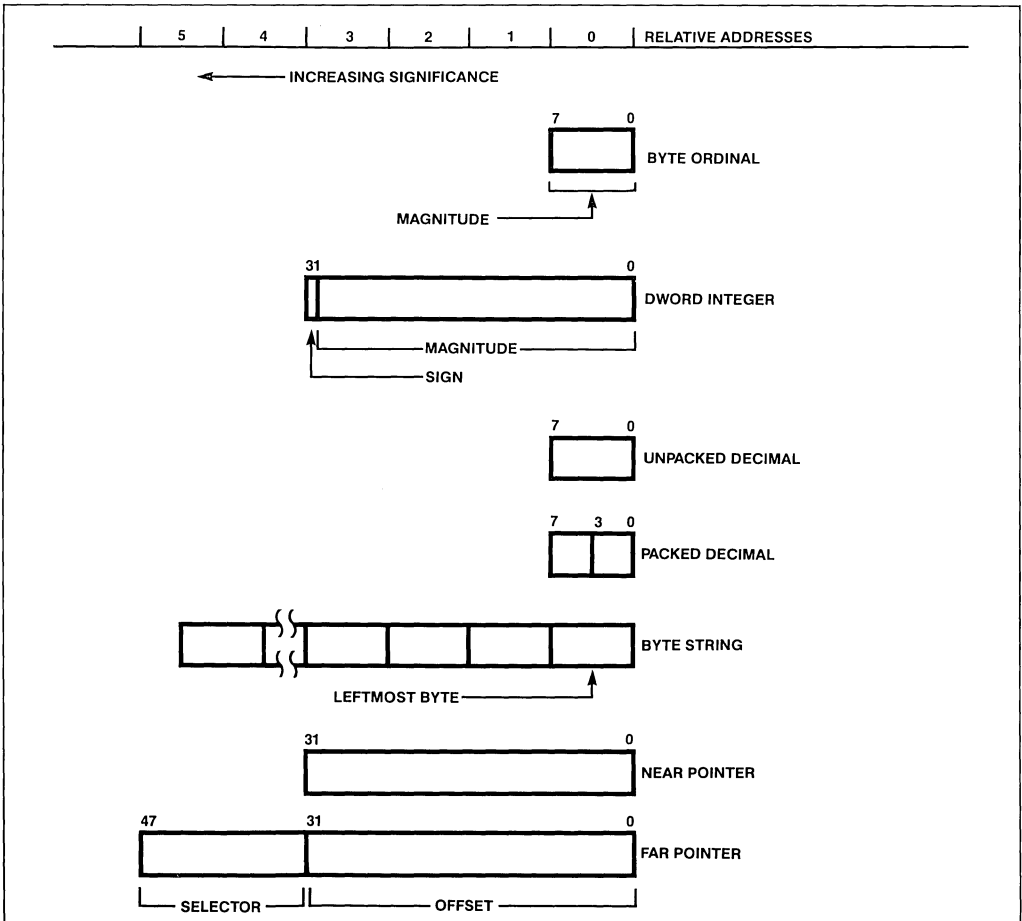 5 4 3 2 1 0 RELATIVE ADDRESSES
INCREASING SIGNIFICANCE
7 0
BYTE ORDINAL
MAGNITUDE
31 0
DWORD INTEGER
MAGNITUDE
SIGN
7 0
UNPACKED DECIMAL
7 3 0
PACKED DECIMAL
BYTE STRING
LEFTMOST BYTE
31 0
NEAR POINTER
47 31 0
FAR POINTER
SELECTOR OFFSET